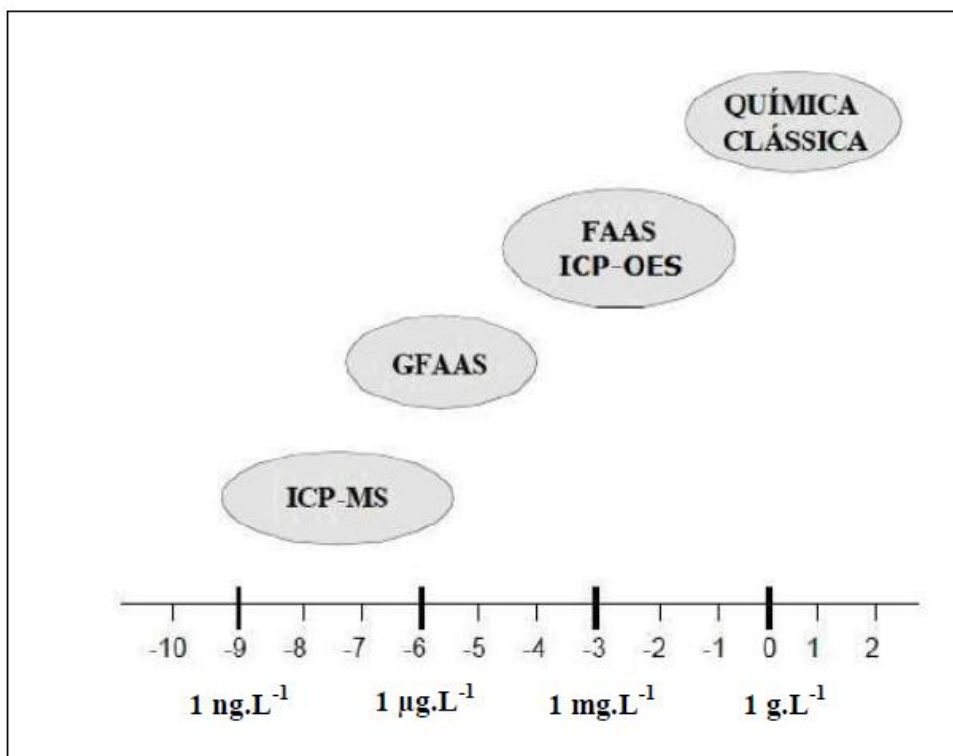 QUÍMICA
CLÁSSICA
FAAS
ICP-OES
GFAAS
ICP-MS
-10 -9 -8 -7 -6 -5 -4 -3 -2 -1 0 1 2
1 ng.L⁻¹ 1 µg.L⁻¹ 1 mg.L⁻¹ 1 g.L⁻¹